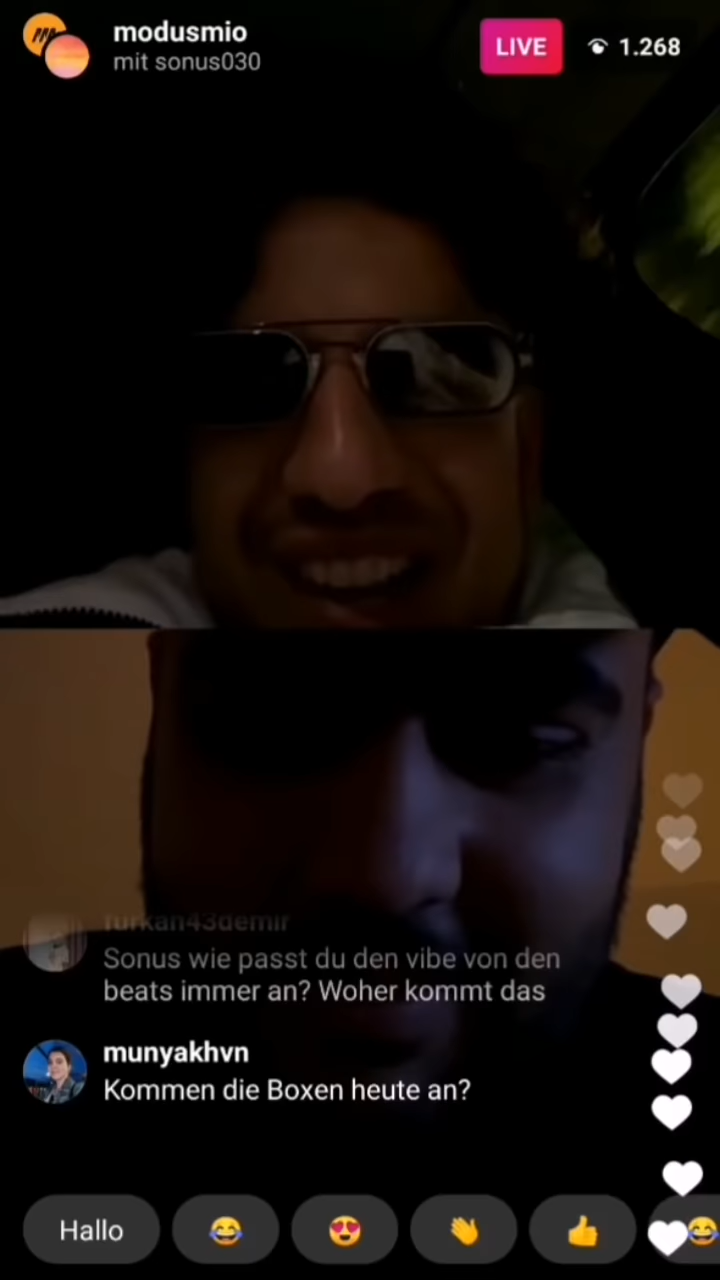 modusmio
mit sonus030
LIVE
1.268
furkan43demir
Sonus wie passt du den vibe von den
beats immer an? Woher kommt das
munyakhvn
Kommen die Boxen heute an?
Hallo